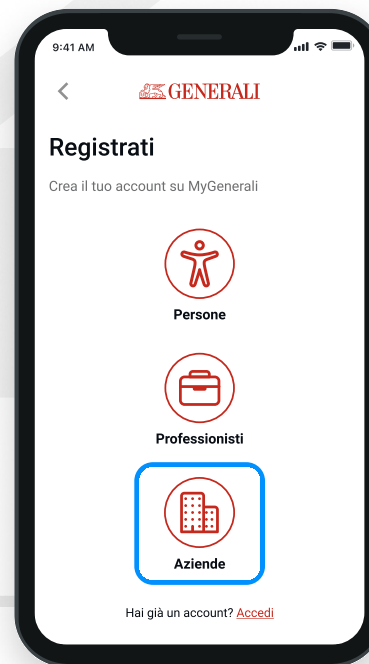 9:41 AM
GENERALI
Registrati
Crea il tuo account su MyGenerali
Persone
Professionisti
Aziende
Hai già un account? Accedi